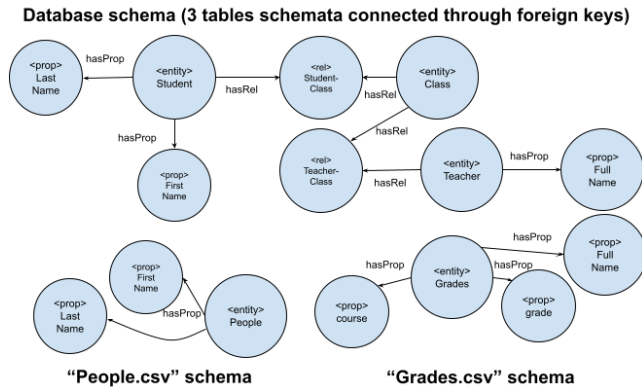 Database schema (3 tables schemata connected through foreign keys)
<prop>
Last
Name
hasProp
<entity>
Student
hasRel
<rel>
Student-
Class
hasRel
<entity>
Class
hasProp
<prop>
First
Name
hasRel
<rel>
Teacher-
Class
hasRel
<entity>
Teacher
hasProp
<prop>
Full
Name
<prop>
First
Name
<prop>
Last
Name
hasProp
<entity>
People
<prop>
course
hasProp
<entity>
Grades
hasProp
<prop>
Full
Name
hasProp
<prop>
grade
“People.csv” schema
“Grades.csv” schema